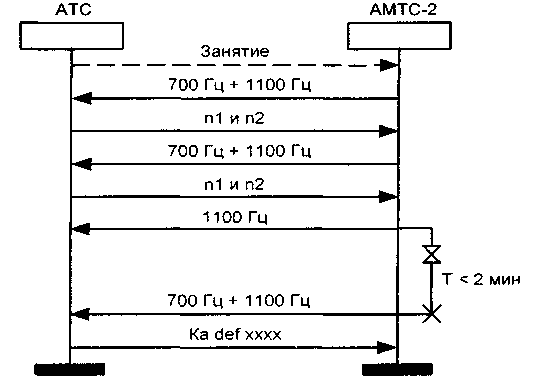 АТС
АМТС-2
Занятие
700 Гц + 1100 Гц
n1 и n2
700 Гц + 1100 Гц
n1 и n2
1100 Гц
T < 2 мин
700 Гц + 1100 Гц
Ка def xxxx